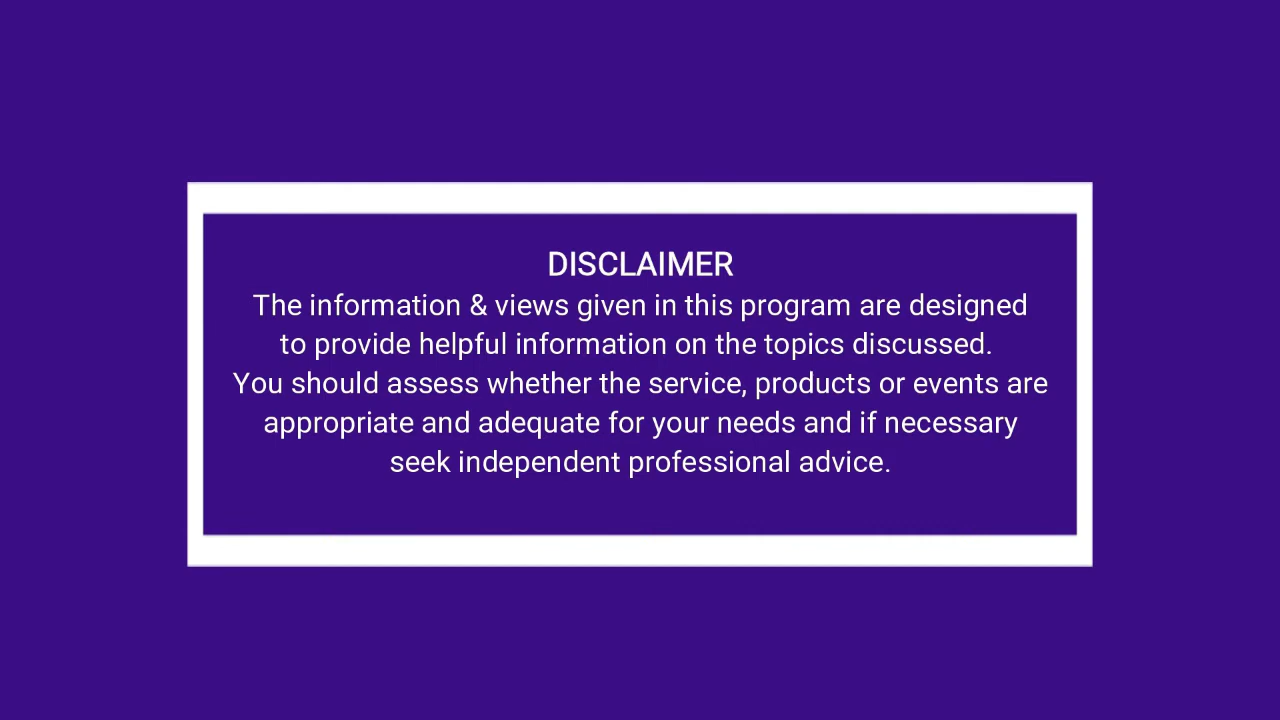 DISCLAIMER
The information & views given in this program are designed
to provide helpful information on the topics discussed.
You should assess whether the service, products or events are
appropriate and adequate for your needs and if necessary
seek independent professional advice.